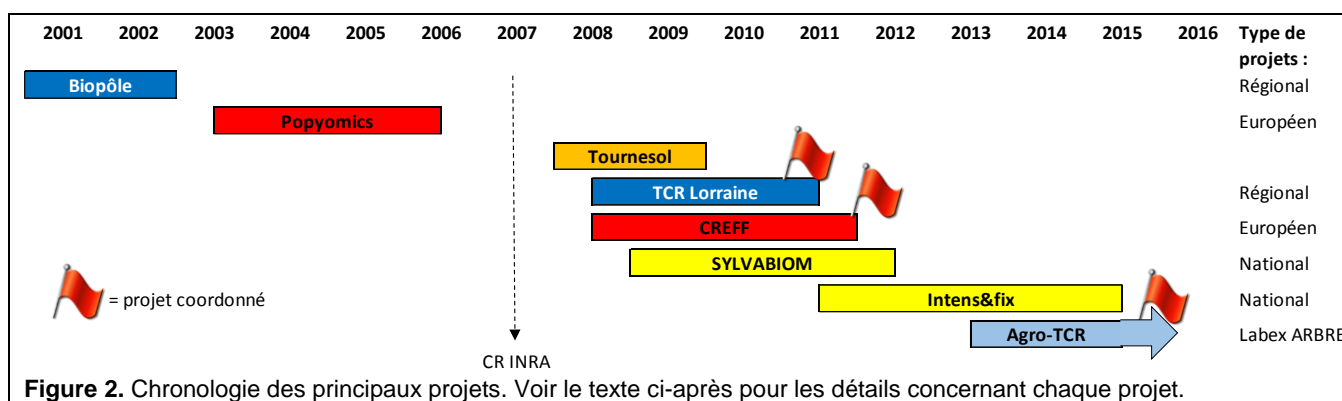 2001 2002 2003 2004 2005 2006 2007 2008 2009 2010 2011 2012 2013 2014 2015 2016 Type de
projets :
Biopôle Régional
Popyomics Européen
Tournesol
TCR Lorraine Régional
CREFF Européen
SYLVABIOM National
= projet coordonné Intens&fix National
Agro-TCR Labex ARBRE
CR INRA
Figure 2. Chronologie des principaux projets. Voir le texte ci-après pour les détails concernant chaque projet.